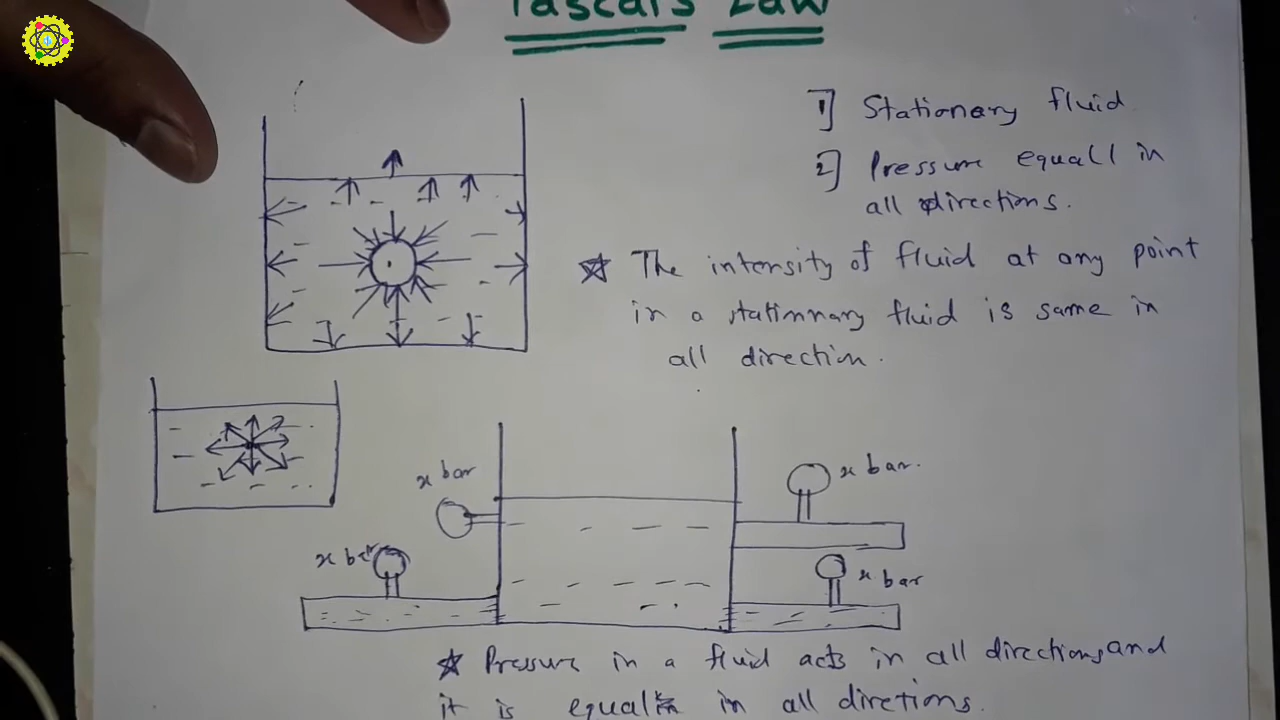 Pascals Law
1] Stationary fluid
2] Pressure equall in
all directions.
The intensity of fluid at any point
in a stationnary fluid is same in
all direction.
x bar
x bar.
x bar
x bar
Pressure in a fluid acts in all directions, and
it is equal in all diretions.